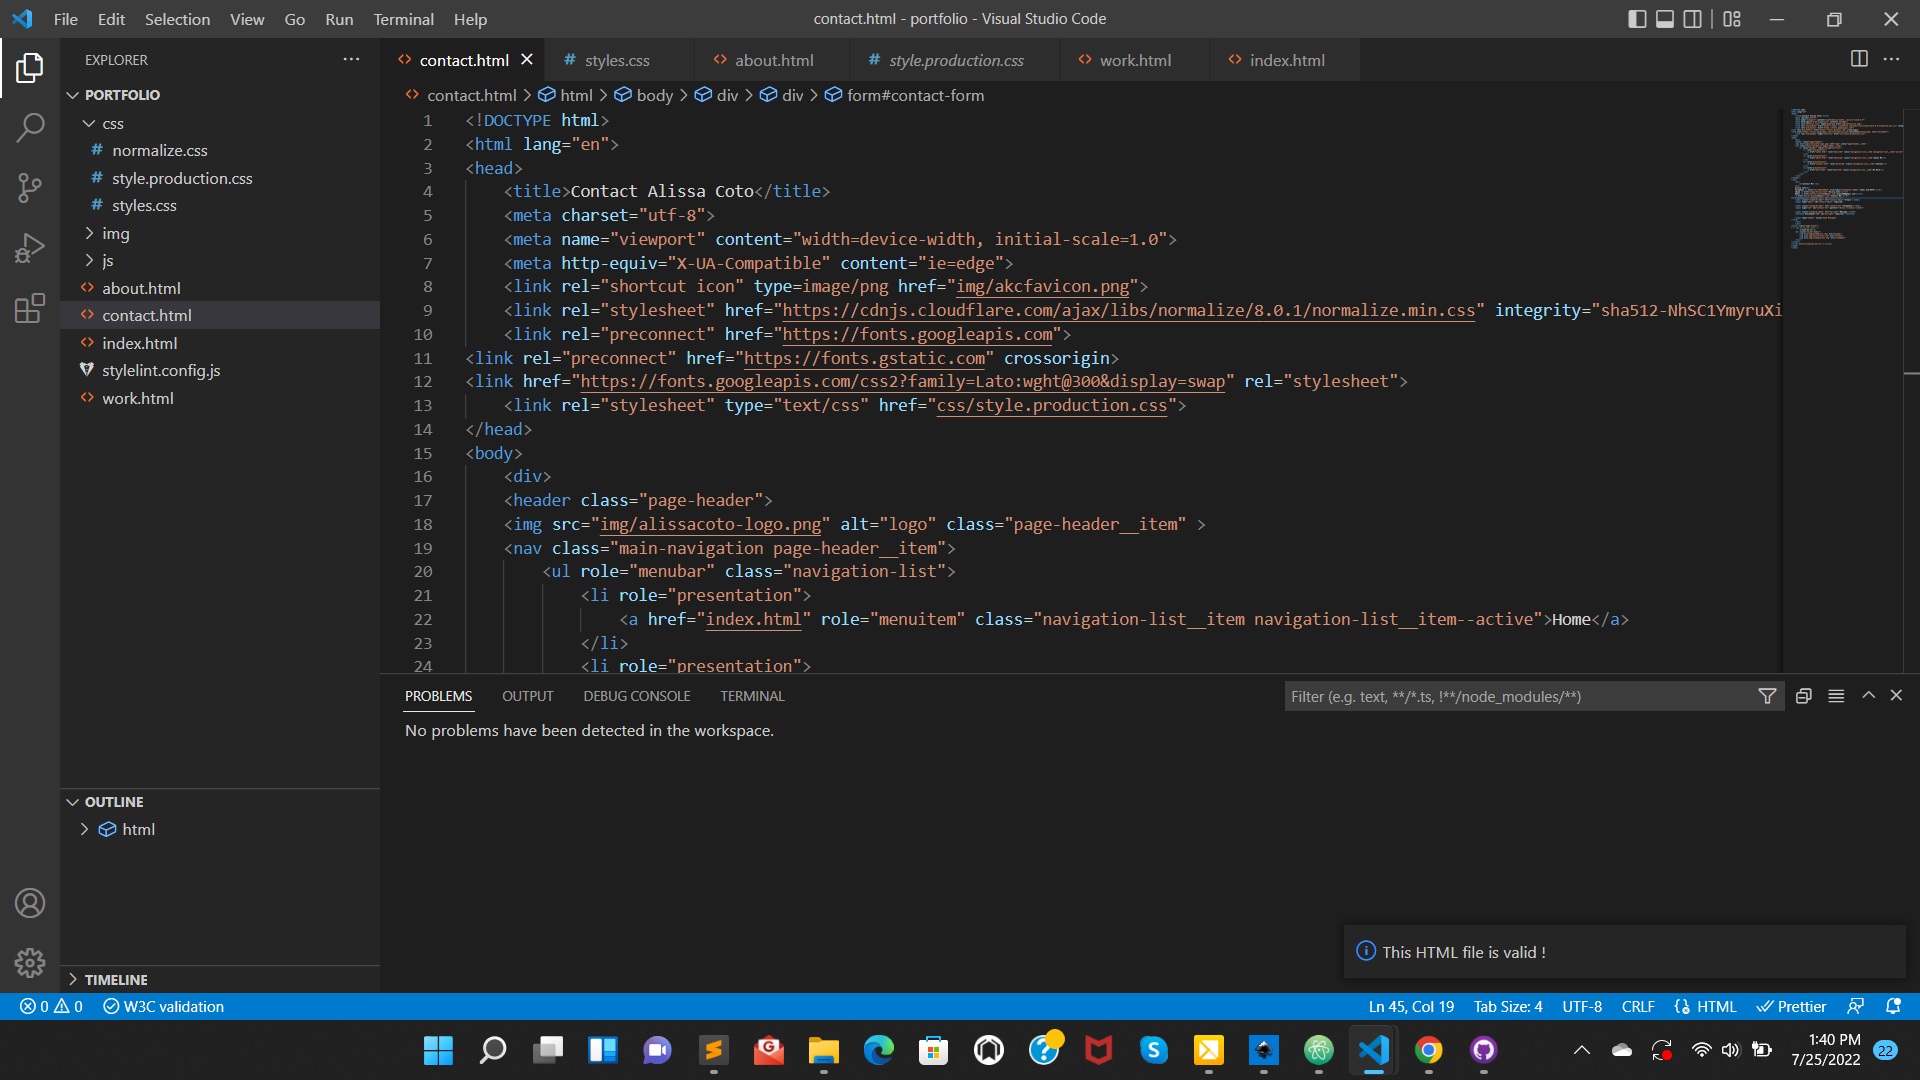 File Edit Selection View Go Run Terminal Help
contact.html - portfolio - Visual Studio Code
EXPLORER
PORTFOLIO
css
# normalize.css
# style.production.css
# styles.css
img
js
<> about.html
<> contact.html
<> index.html
stylelint.config.js
<> work.html
OUTLINE
html
TIMELINE
<> contact.html # styles.css <> about.html # style.production.css <> work.html <> index.html
<> contact.html > html > body > div > div > form#contact-form
1 <!DOCTYPE html>
2 <html lang="en">
3 <head>
4 <title>Contact Alissa Coto</title>
5 <meta charset="utf-8">
6 <meta name="viewport" content="width=device-width, initial-scale=1.0">
7 <meta http-equiv="X-UA-Compatible" content="ie=edge">
8 <link rel="shortcut icon" type=image/png href="img/akcfavicon.png">
9 <link rel="stylesheet" href="https://cdnjs.cloudflare.com/ajax/libs/normalize/8.0.1/normalize.min.css" integrity="sha512-NhSC1YmyruXi
10 <link rel="preconnect" href="https://fonts.googleapis.com">
11 <link rel="preconnect" href="https://fonts.gstatic.com" crossorigin>
12 <link href="https://fonts.googleapis.com/css2?family=Lato:wght@300&display=swap" rel="stylesheet">
13 <link rel="stylesheet" type="text/css" href="css/style.production.css">
14 </head>
15 <body>
16 <div>
17 <header class="page-header">
18 <img src="img/alissacoto-logo.png" alt="logo" class="page-header__item" >
19 <nav class="main-navigation page-header__item">
20 <ul role="menubar" class="navigation-list">
21 <li role="presentation">
22 <a href="index.html" role="menuitem" class="navigation-list__item navigation-list__item--active">Home</a>
23 </li>
24 <li role="presentation">
PROBLEMS OUTPUT DEBUG CONSOLE TERMINAL
Filter (e.g. text, **/*.ts, !**/node_modules/**)
No problems have been detected in the workspace.
This HTML file is valid !
0 0 W3C validation
Ln 45, Col 19 Tab Size: 4 UTF-8 CRLF HTML Prettier
1:40 PM
7/25/2022
22